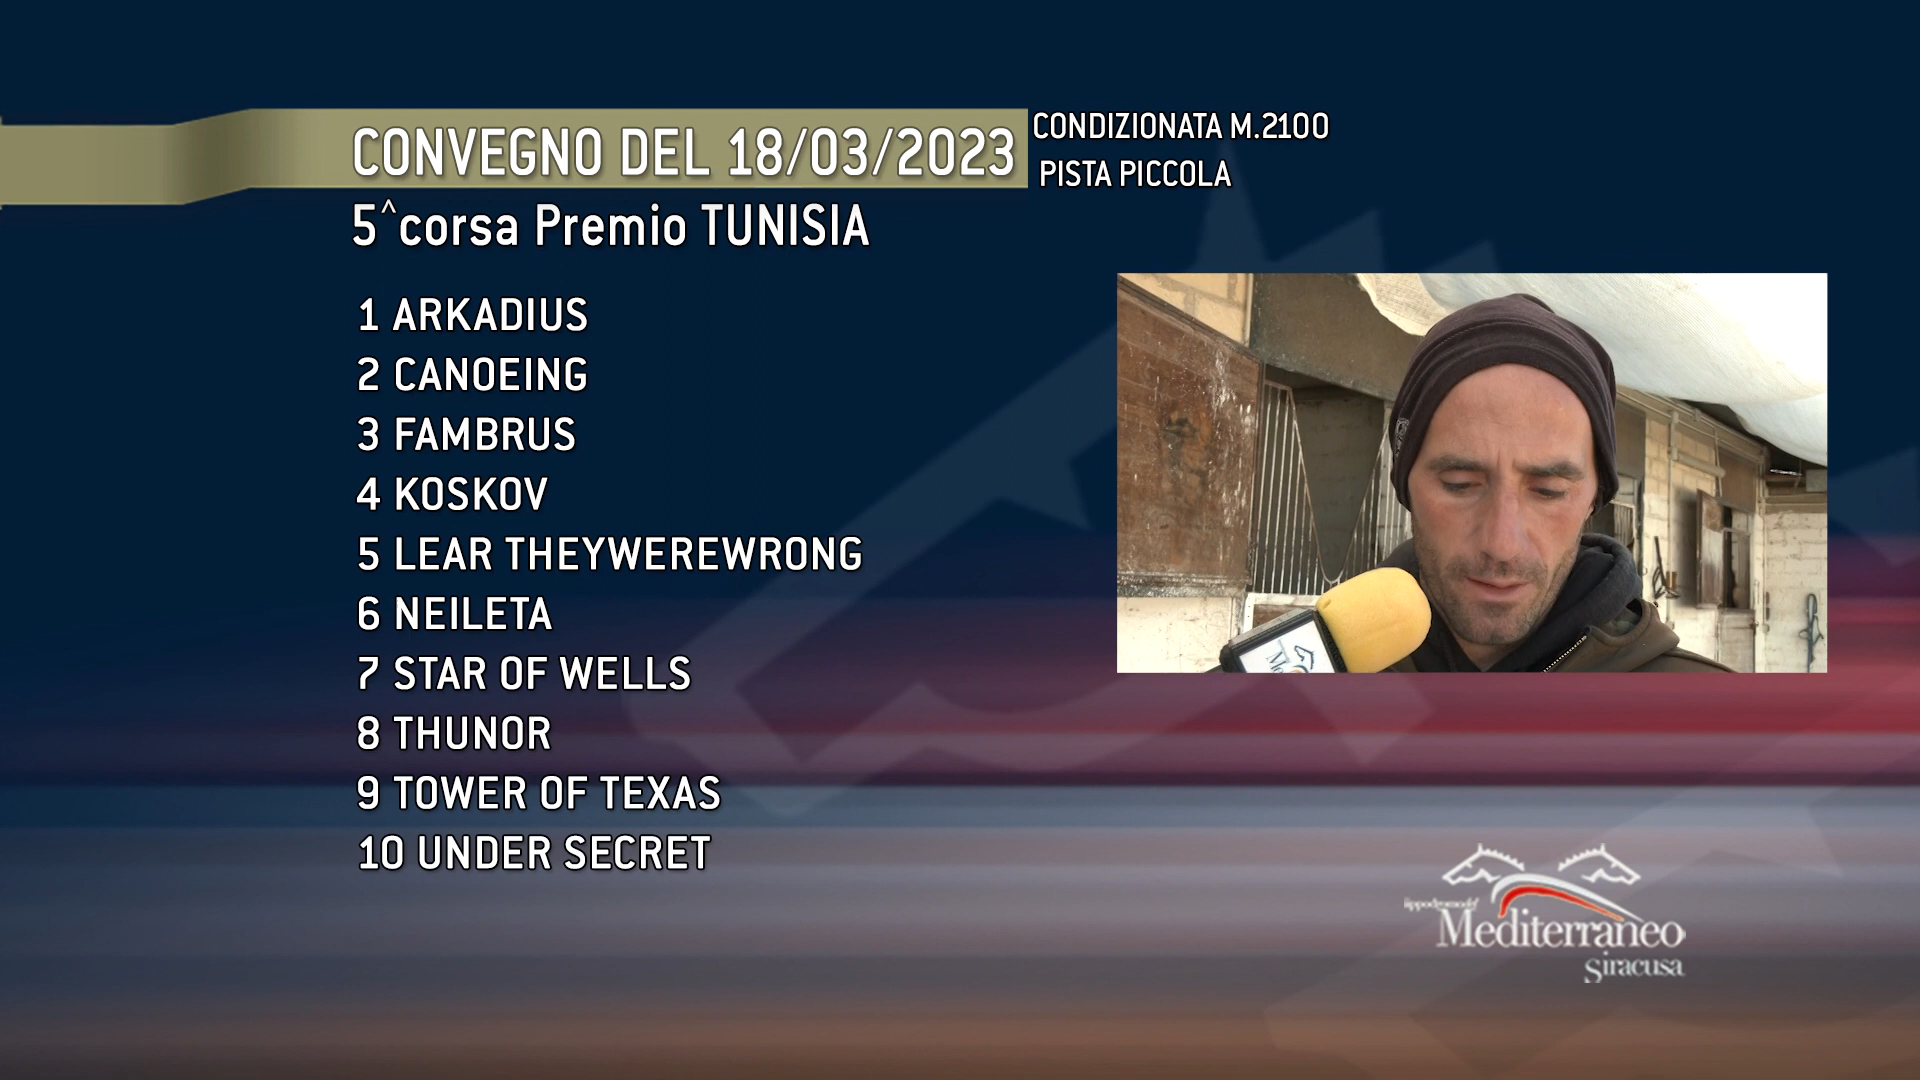 CONVEGNO DEL 18/03/2023
CONDIZIONATA M.2100
PISTA PICCOLA
5^corsa Premio TUNISIA
1 ARKADIUS
2 CANOEING
3 FAMBRUS
4 KOSKOV
5 LEAR THEYWEREWRONG
6 NEILETA
7 STAR OF WELLS
8 THUNOR
9 TOWER OF TEXAS
10 UNDER SECRET
Mediterraneo
Siracusa